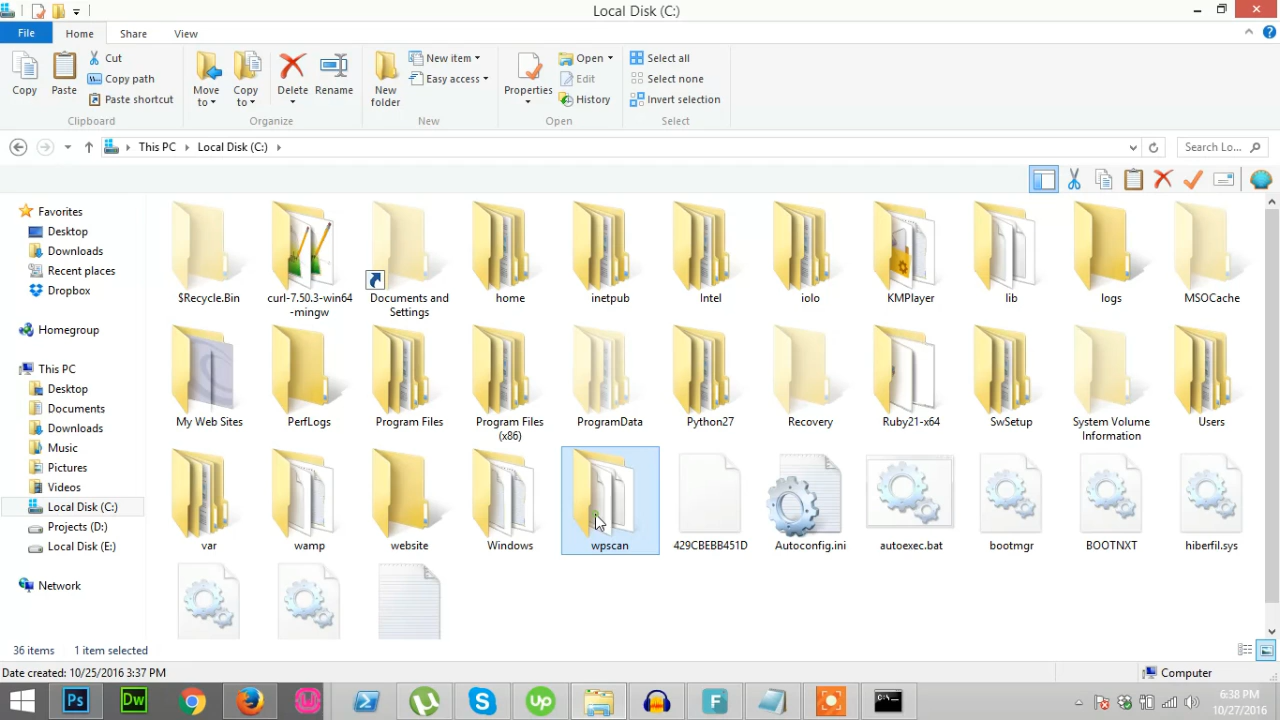 Local Disk (C:)
File
Home
Share
View
Copy
Paste
Cut
Copy path
Paste shortcut
Clipboard
Move to
Copy to
Delete
Rename
Organize
New folder
New item
Easy access
New
Properties
Open
Edit
History
Open
Select all
Select none
Invert selection
Select
This PC
Local Disk (C:)
Search Lo...
Favorites
Desktop
Downloads
Recent places
Dropbox
Homegroup
This PC
Desktop
Documents
Downloads
Music
Pictures
Videos
Local Disk (C:)
Projects (D:)
Local Disk (E:)
Network
$Recycle.Bin
curl-7.50.3-win64
-mingw
Documents and
Settings
home
inetpub
Intel
iolo
KMPlayer
lib
logs
MSOCache
My Web Sites
PerfLogs
Program Files
Program Files
(x86)
ProgramData
Python27
Recovery
Ruby21-x64
SwSetup
System Volume
Information
Users
var
wamp
website
Windows
wpscan
429CBEBB451D
Autoconfig.ini
autoexec.bat
bootmgr
BOOTNXT
hiberfil.sys
36 items
1 item selected
Date created: 10/25/2016 3:37 PM
Computer
Ps
Dw
up
F
6:38 PM
10/27/2016